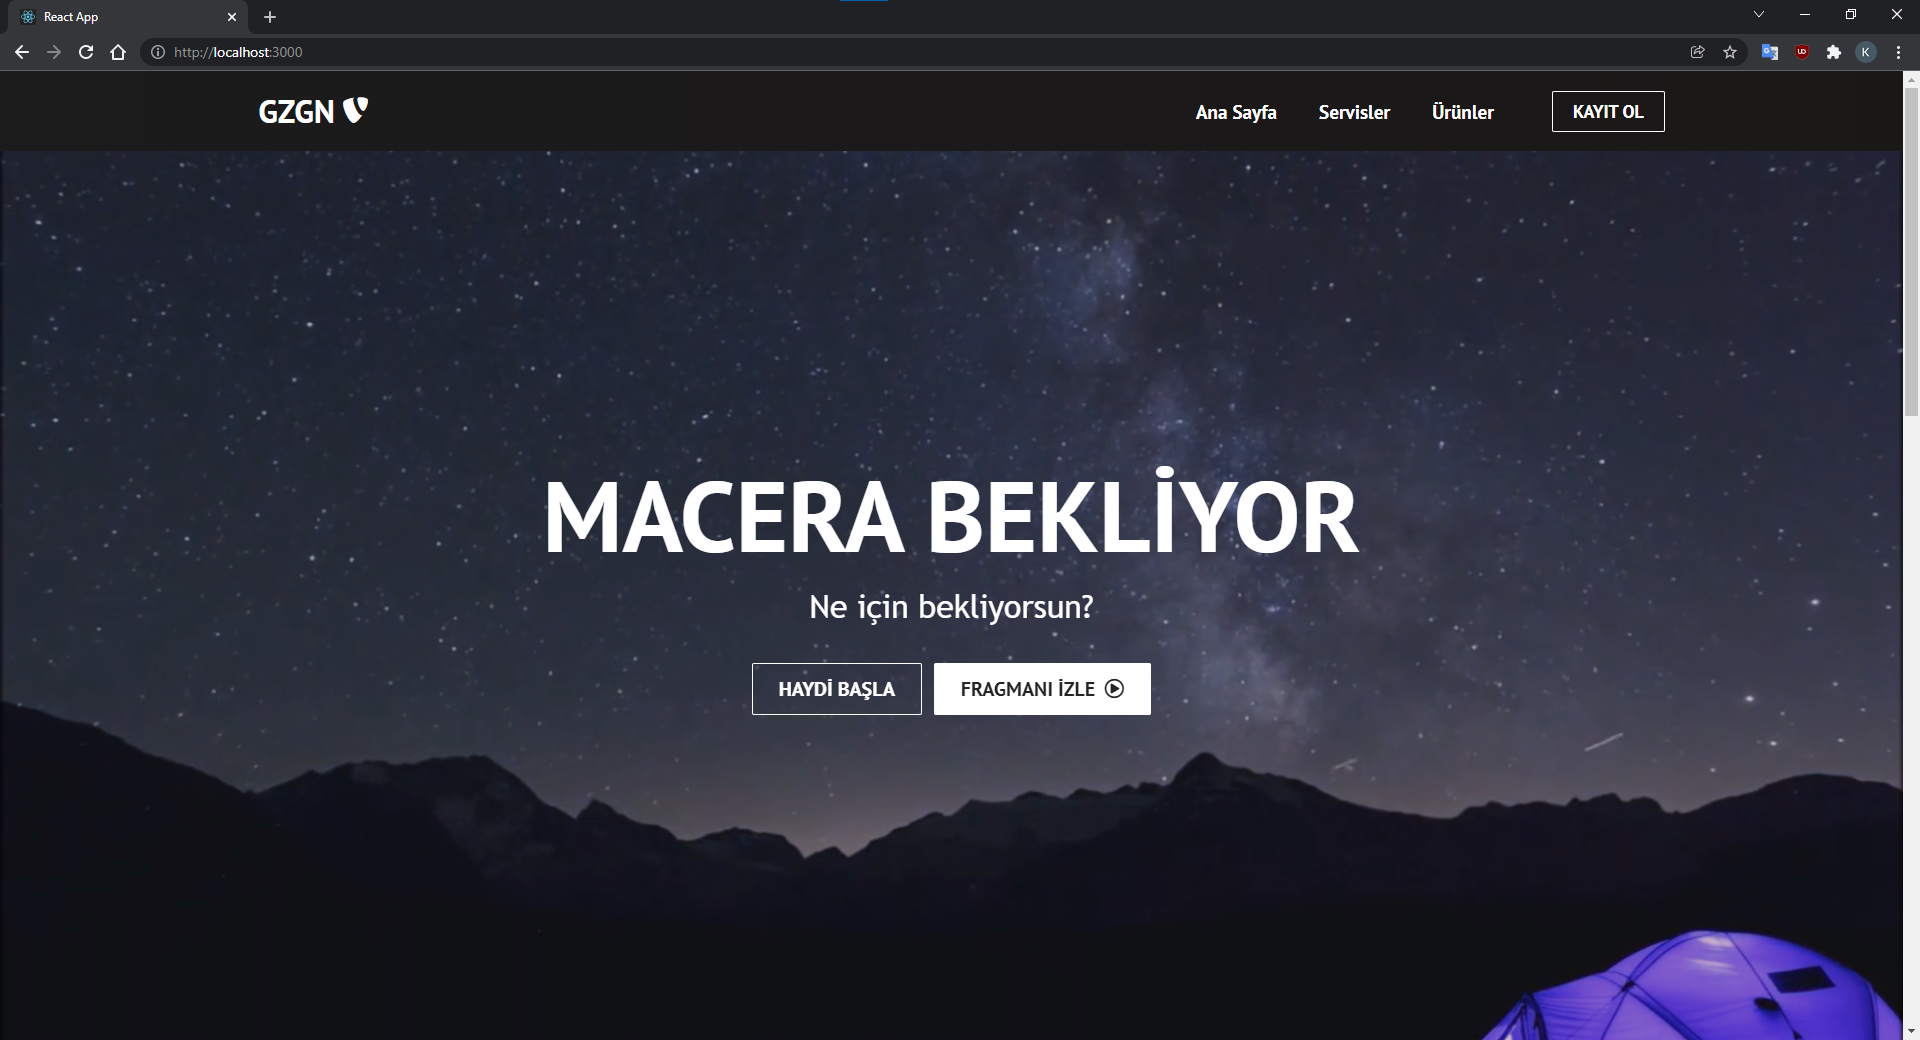 React App
http://localhost:3000
K
GZGN
Ana Sayfa
Servisler
Ürünler
KAYIT OL
MACERA BEKLİYOR
Ne için bekliyorsun?
HAYDİ BAŞLA
FRAGMANI İZLE